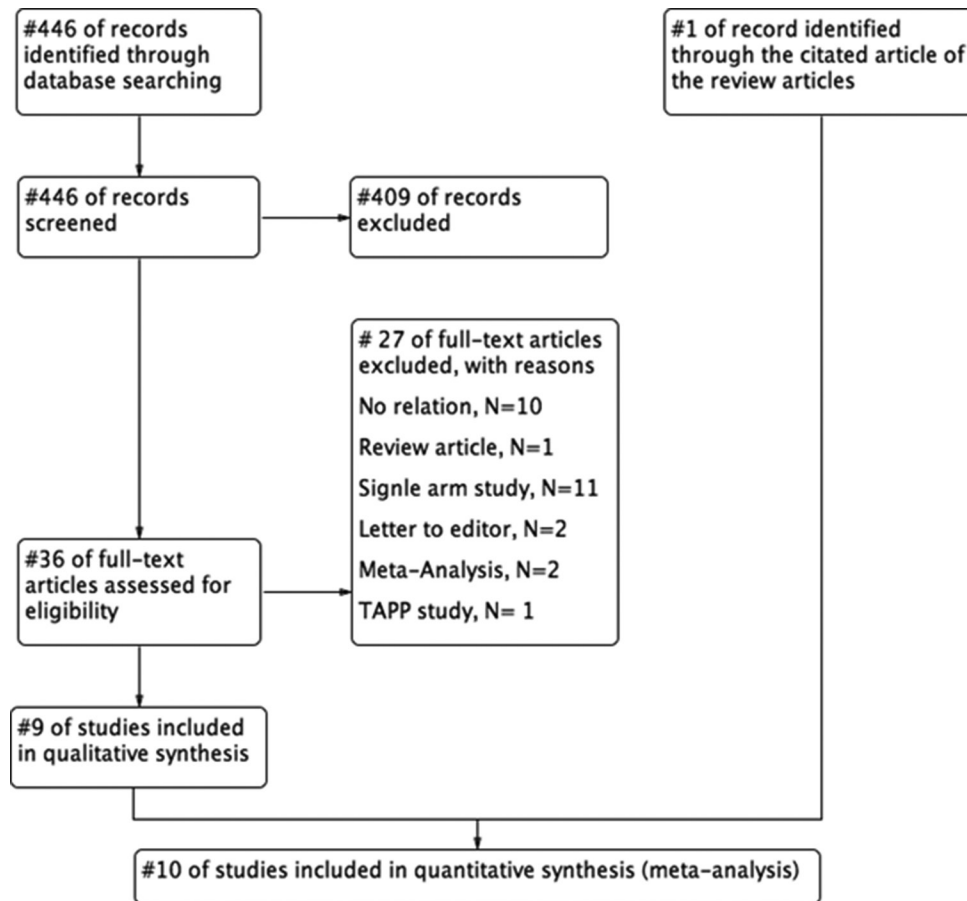 #446 of records
identified through
database searching
#1 of record identified
through the citated article of
the review articles
#446 of records
screened
#409 of records
excluded
# 27 of full-text articles
excluded, with reasons
No relation, N=10
Review article, N=1
Signle arm study, N=11
Letter to editor, N=2
Meta-Analysis, N=2
TAPP study, N= 1
#36 of full-text
articles assessed for
eligibility
#9 of studies included
in qualitative synthesis
#10 of studies included in quantitative synthesis (meta-analysis)